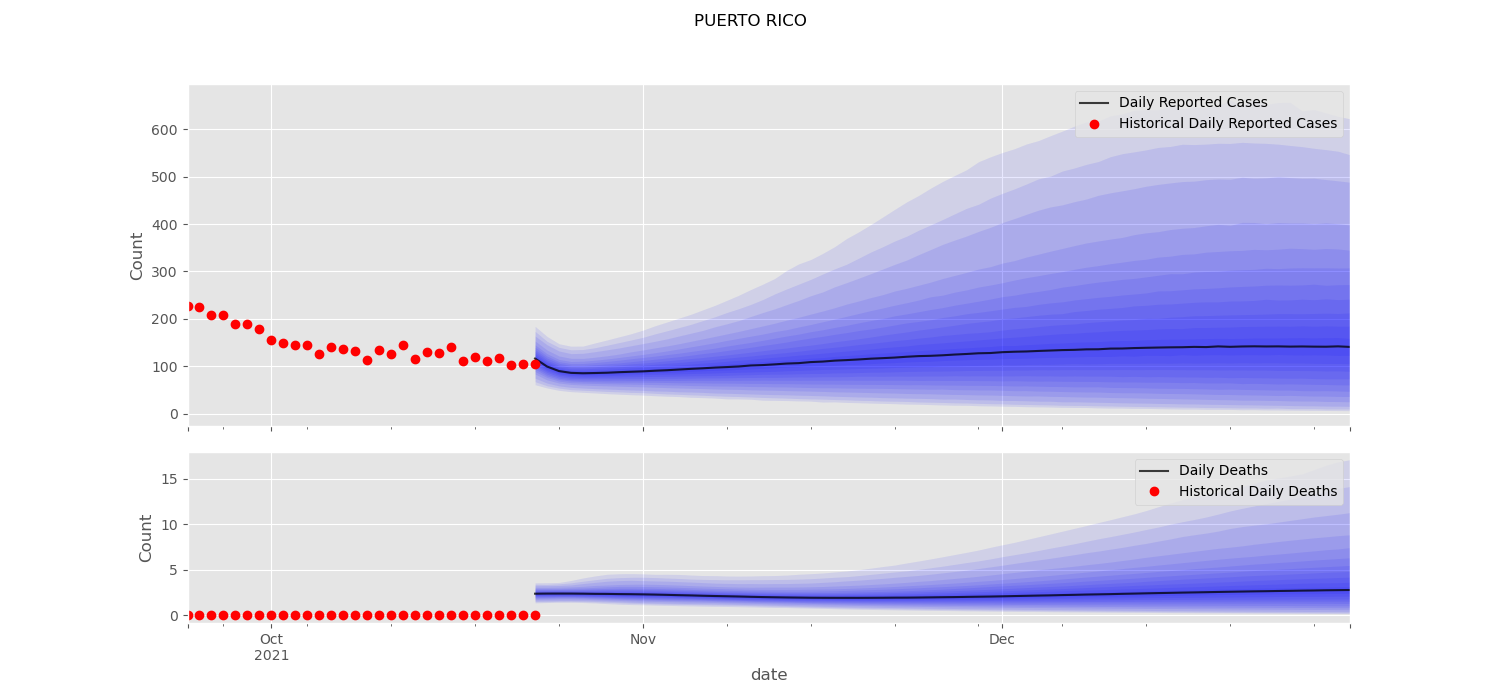 PUERTO RICO
Daily Reported Cases
Historical Daily Reported Cases
600
500
400
300
200
100
0
Count
Daily Deaths
Historical Daily Deaths
15
10
5
0
Count
Oct
2021
Nov
Dec
date